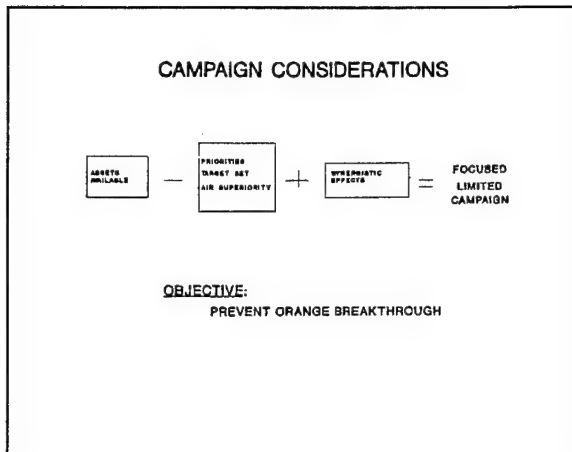 CAMPAIGN CONSIDERATIONS
ASSETS
AVAILABLE
—
PRIORITIES
TARGET SET
AIR SUPERIORITY
+
SYNERGISTIC
EFFECTS
=
FOCUSED
LIMITED
CAMPAIGN
OBJECTIVE:
PREVENT ORANGE BREAKTHROUGH